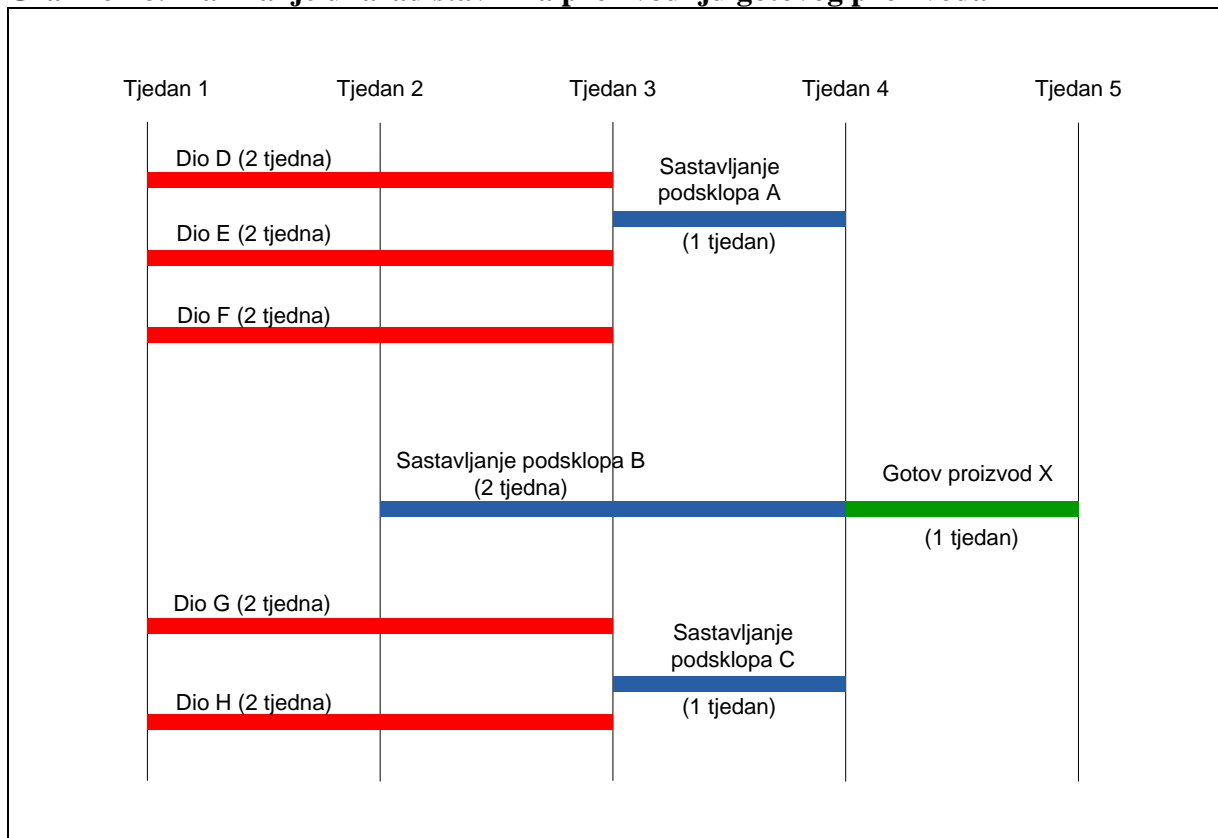 Tjedan 1 Tjedan 2 Tjedan 3 Tjedan 4 Tjedan 5
Dio D (2 tjedna)
Sastavljanje
podsklopa A
(1 tjedan)
Dio E (2 tjedna)
Dio F (2 tjedna)
Sastavljanje podsklopa B
(2 tjedna)
Gotov proizvod X
(1 tjedan)
Dio G (2 tjedna)
Sastavljanje
podsklopa C
(1 tjedan)
Dio H (2 tjedna)